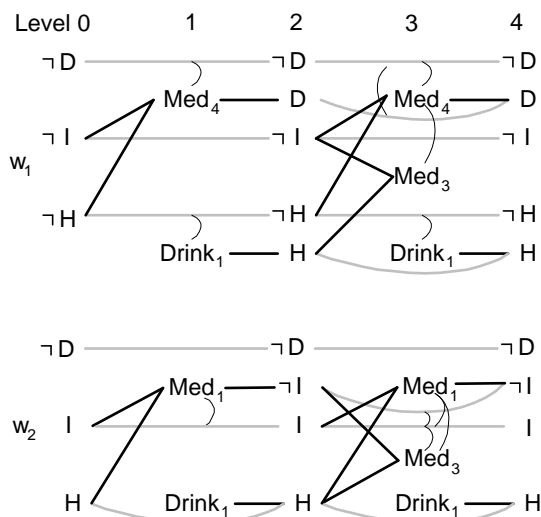 Level 0 1 2 3 4
¬ D ¬ D ¬ D
Med4 D Med4 D
¬ I ¬ I ¬ I
w1
Med3
¬ H ¬ H ¬ H
Drink1 H Drink1 H
¬ D ¬ D ¬ D
Med1 ¬ I Med1 ¬ I
w2 I I I
Med3
H Drink1 H Drink1 H